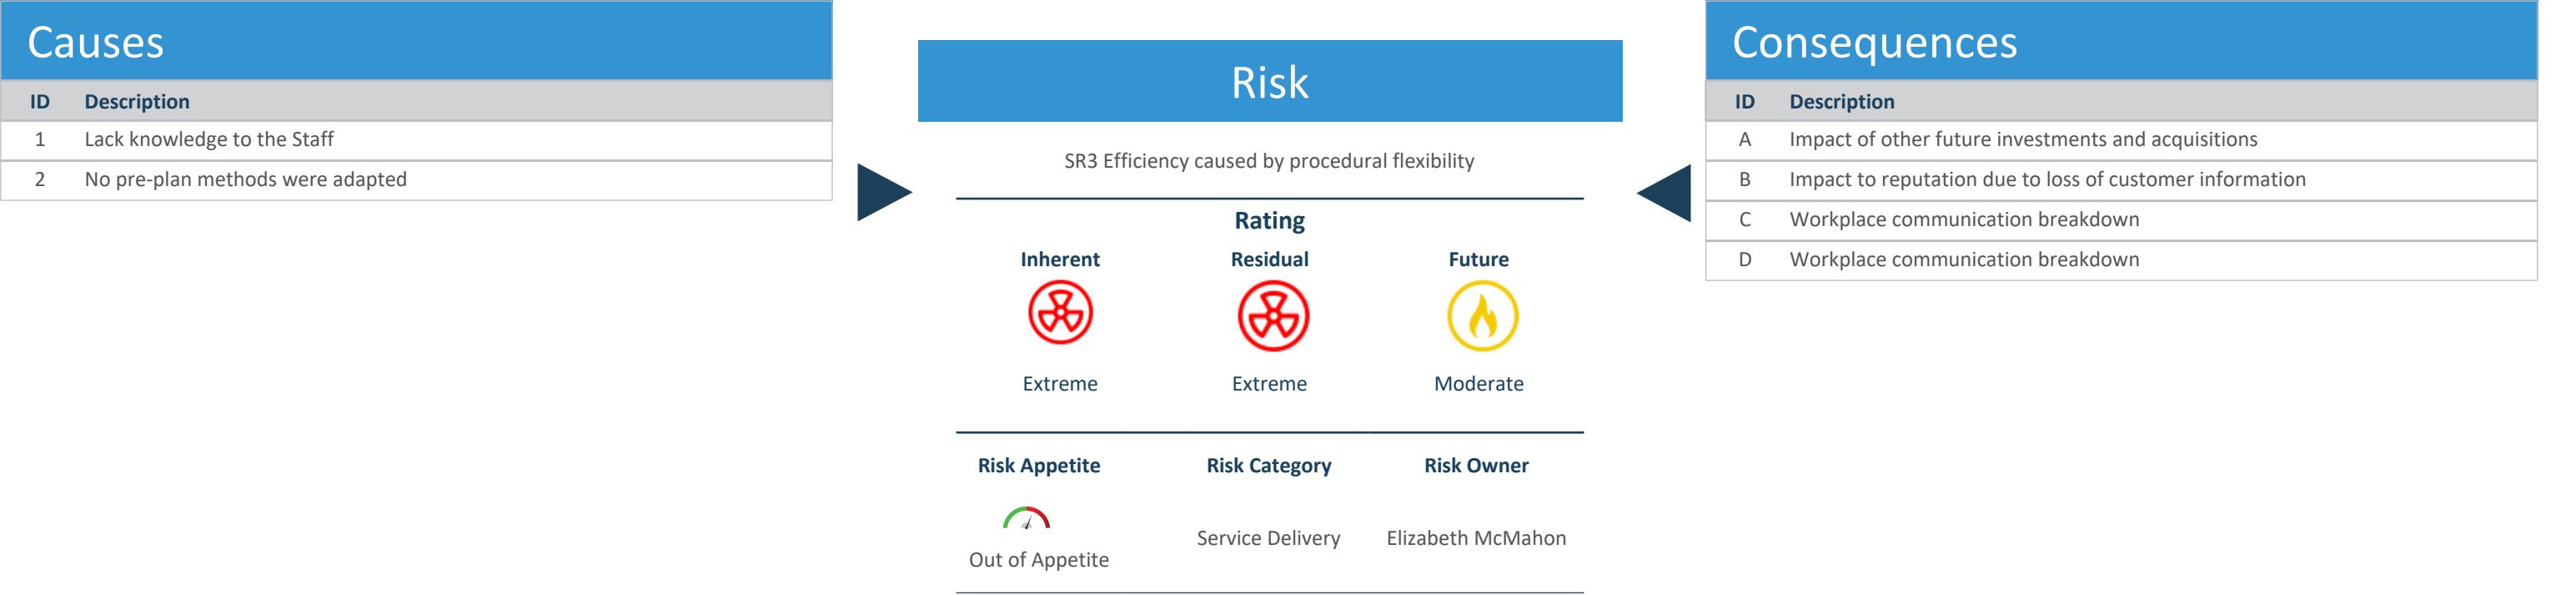 Causes
ID Description
1 Lack knowledge to the Staff
2 No pre-plan methods were adapted
Risk
SR3 Efficiency caused by procedural flexibility
Rating
Inherent Residual Future
Extreme Extreme Moderate
Risk Appetite Risk Category Risk Owner
Out of Appetite Service Delivery Elizabeth McMahon
Consequences
ID Description
A Impact of other future investments and acquisitions
B Impact to reputation due to loss of customer information
C Workplace communication breakdown
D Workplace communication breakdown